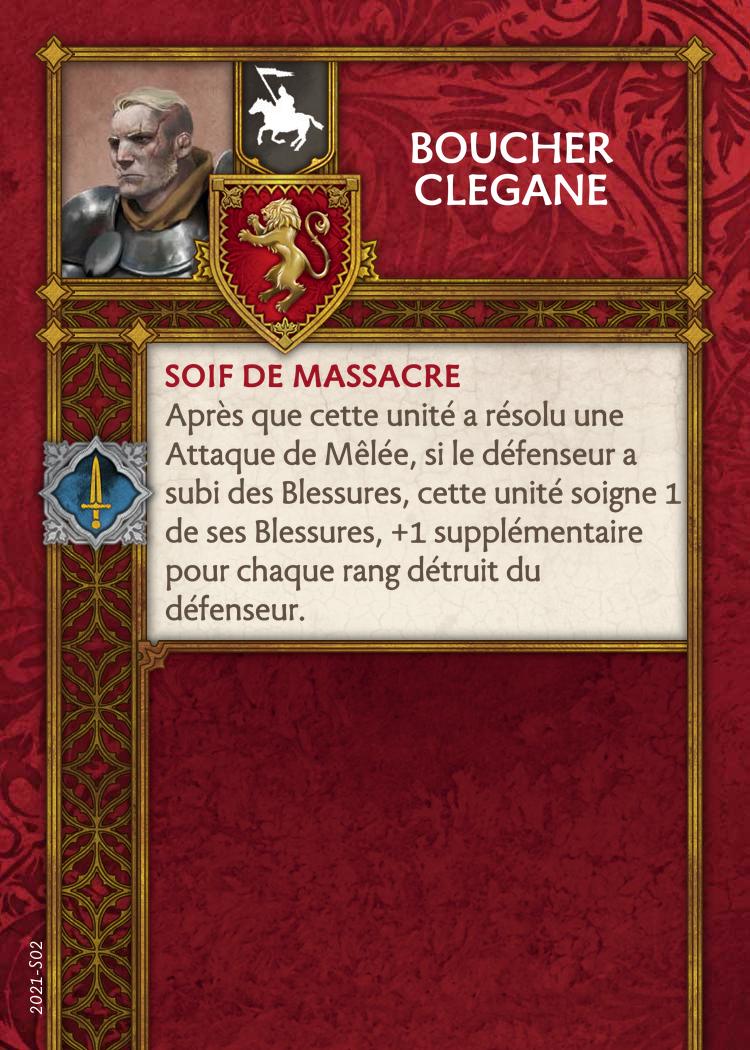 BOUCHER
CLEGANE
SOIF DE MASSACRE
Après que cette unité a résolu une
Attaque de Mêlée, si le défenseur a
subi des Blessures, cette unité soigne 1
de ses Blessures, +1 supplémentaire
pour chaque rang détruit du
défenseur.
2021-S02